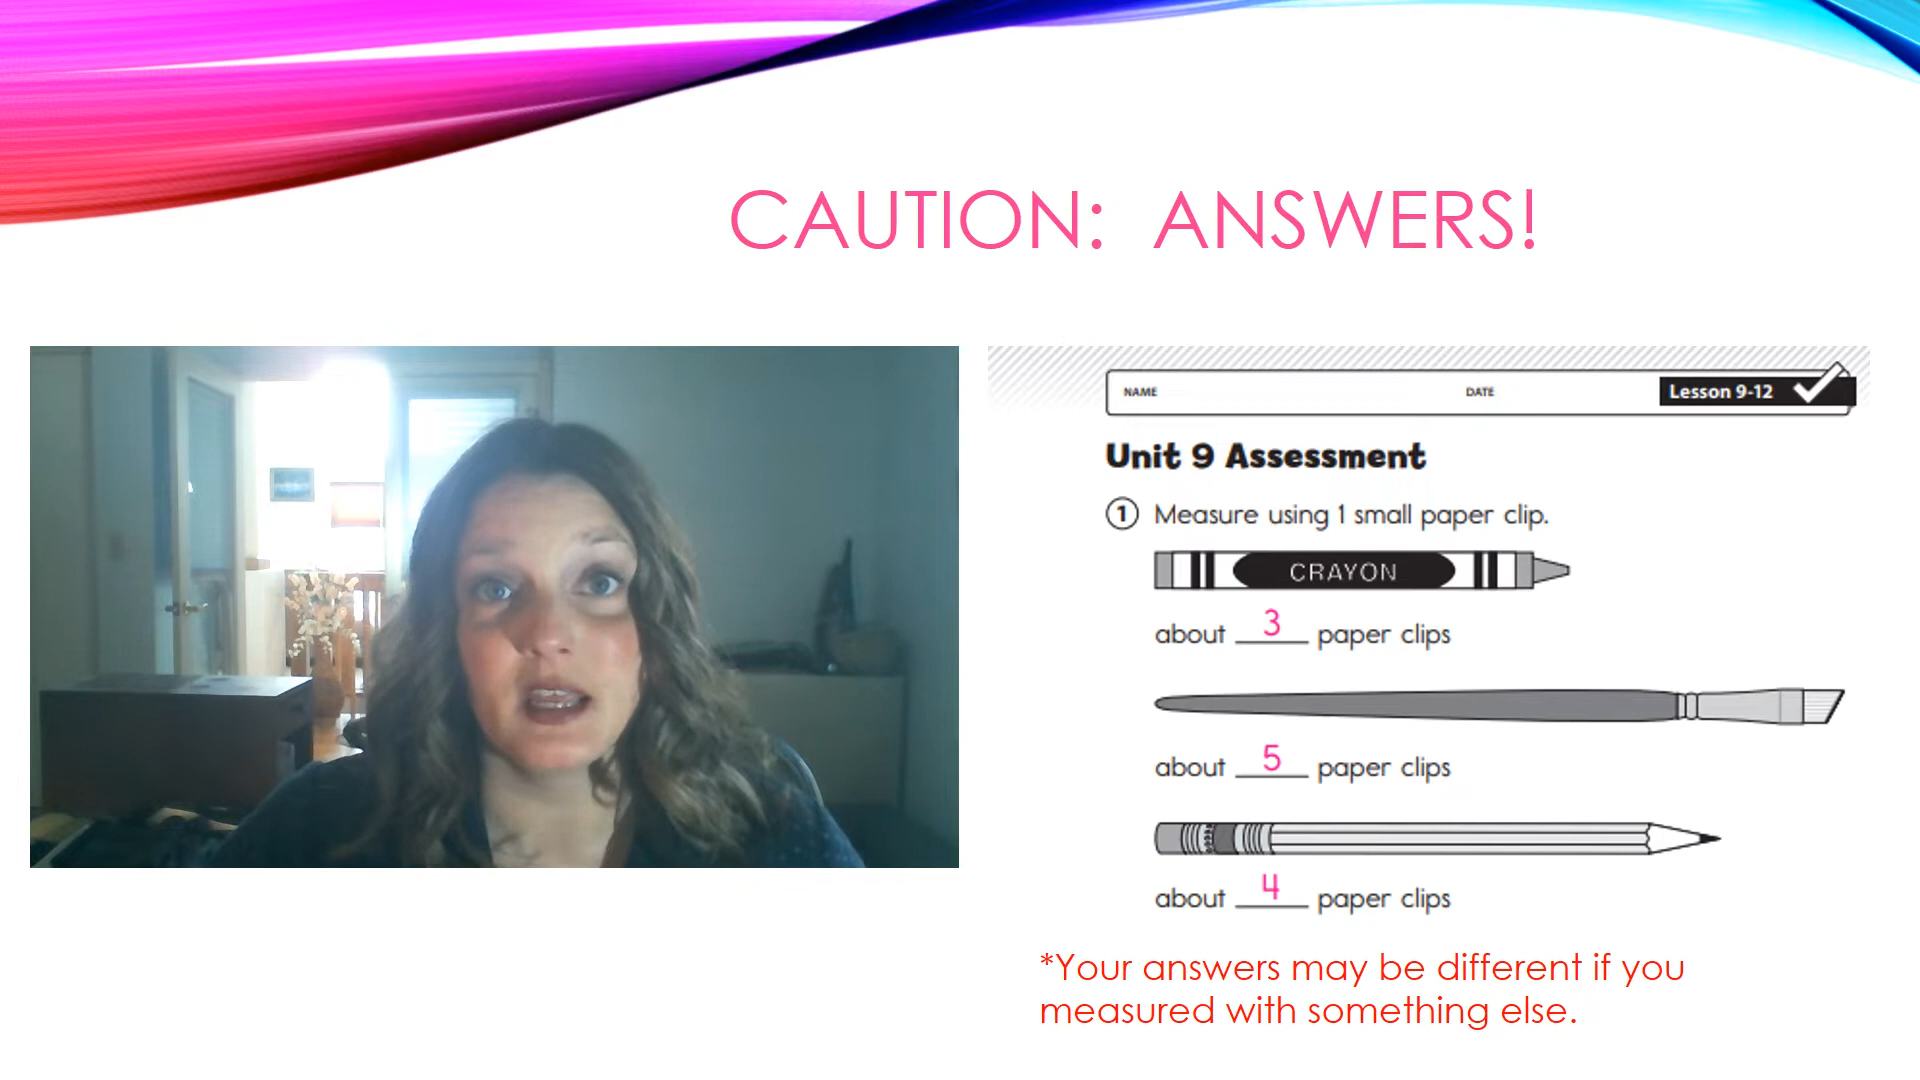 CAUTION: ANSWERS!
NAME
DATE
Lesson 9-12
Unit 9 Assessment
1 Measure using 1 small paper clip.
CRAYON
about 3 paper clips
about 5 paper clips
about 4 paper clips
*Your answers may be different if you
measured with something else.